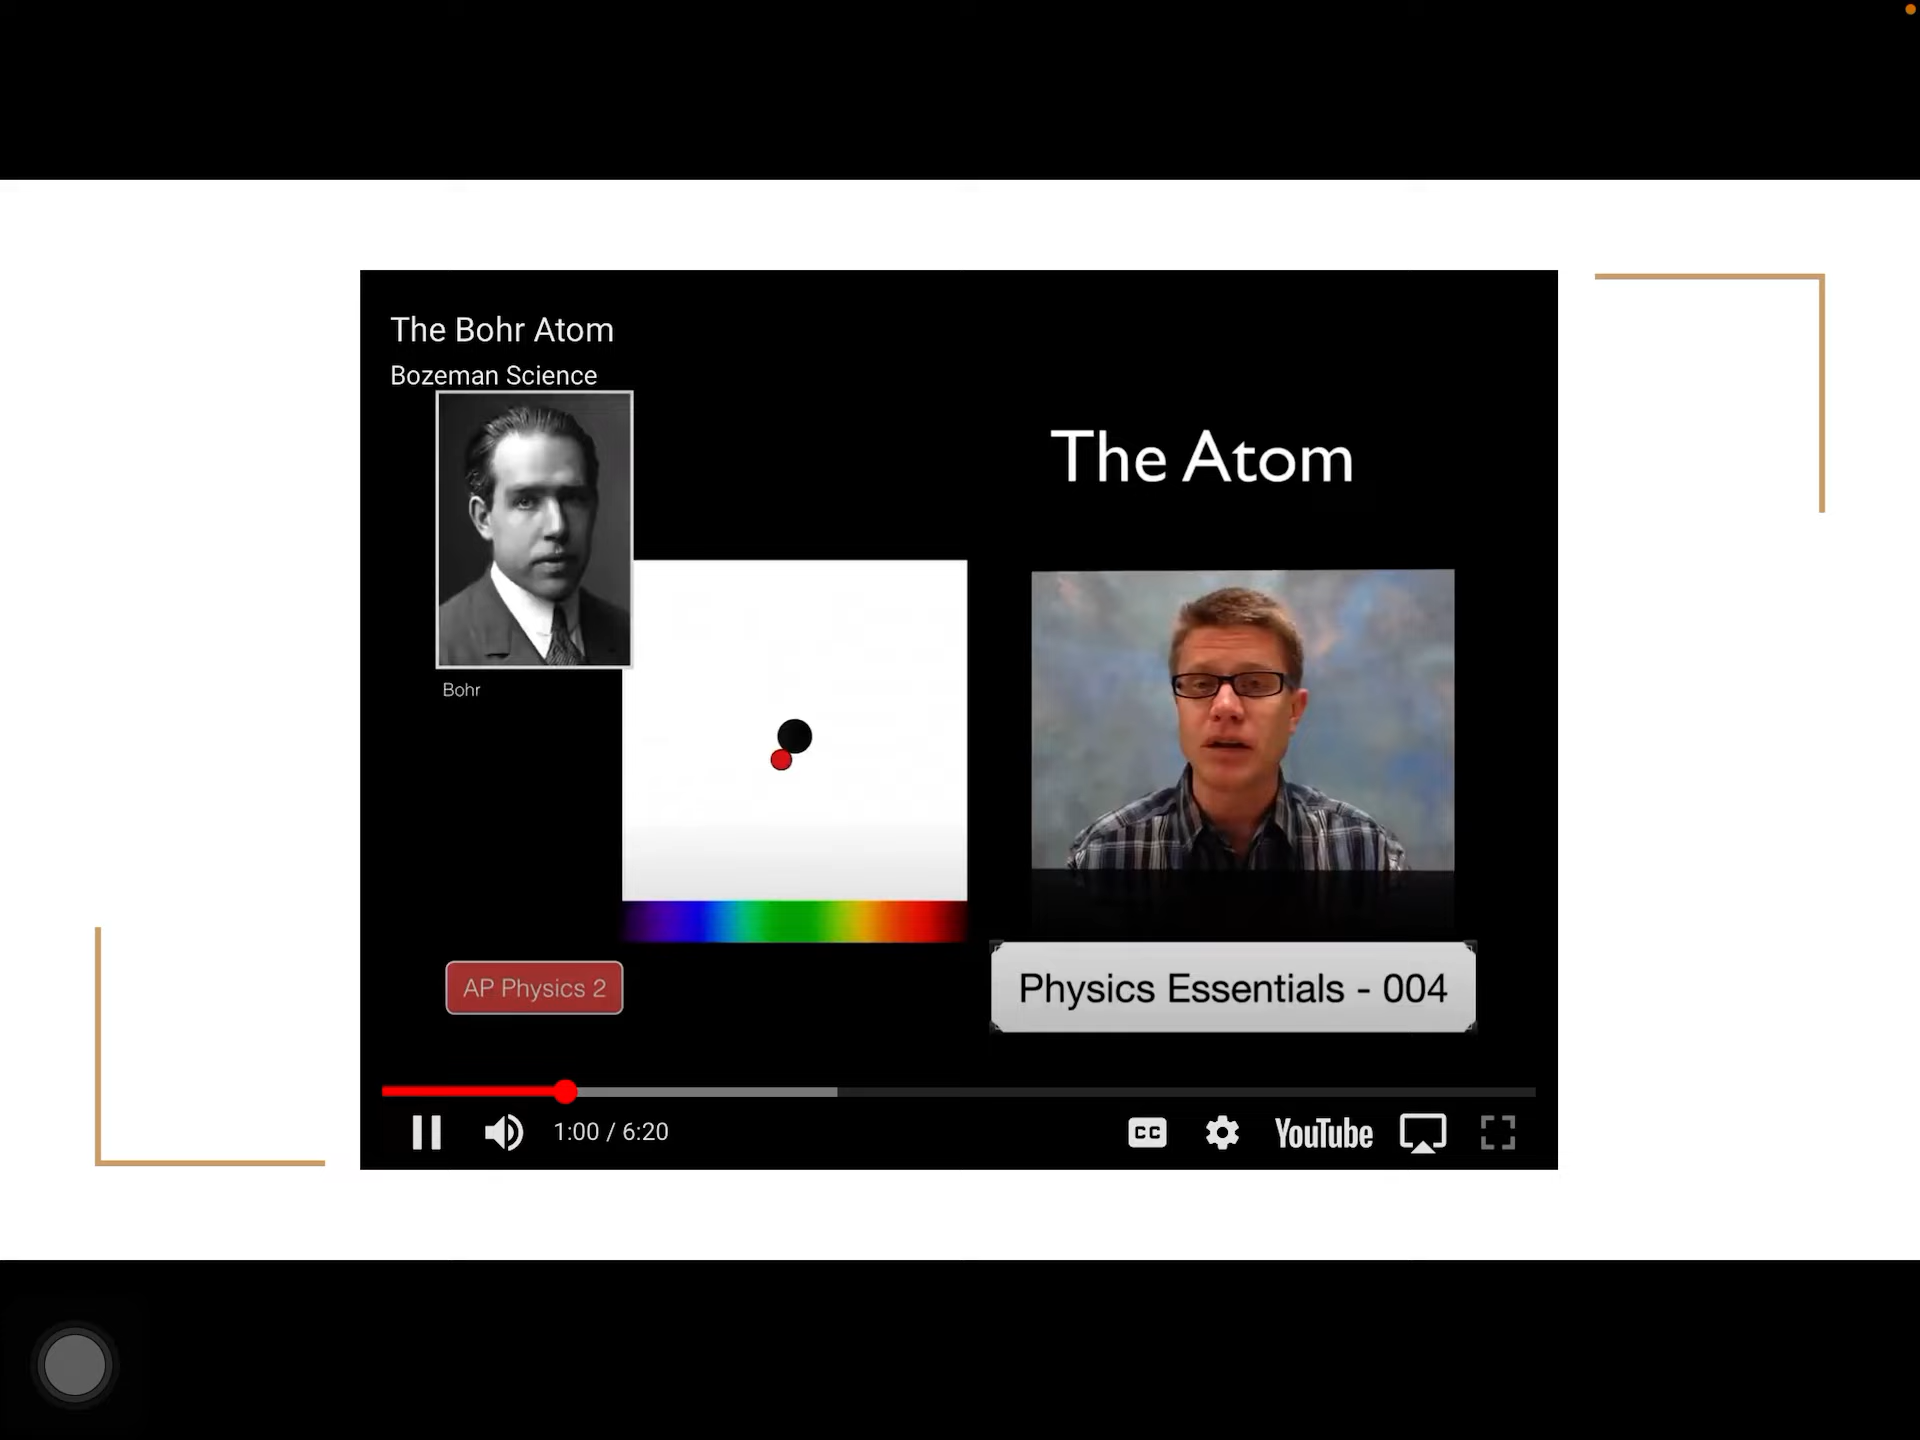 The Bohr Atom
Bozeman Science
The Atom
Bohr
AP Physics 2
Physics Essentials - 004
1:00 / 6:20
CC
YouTube